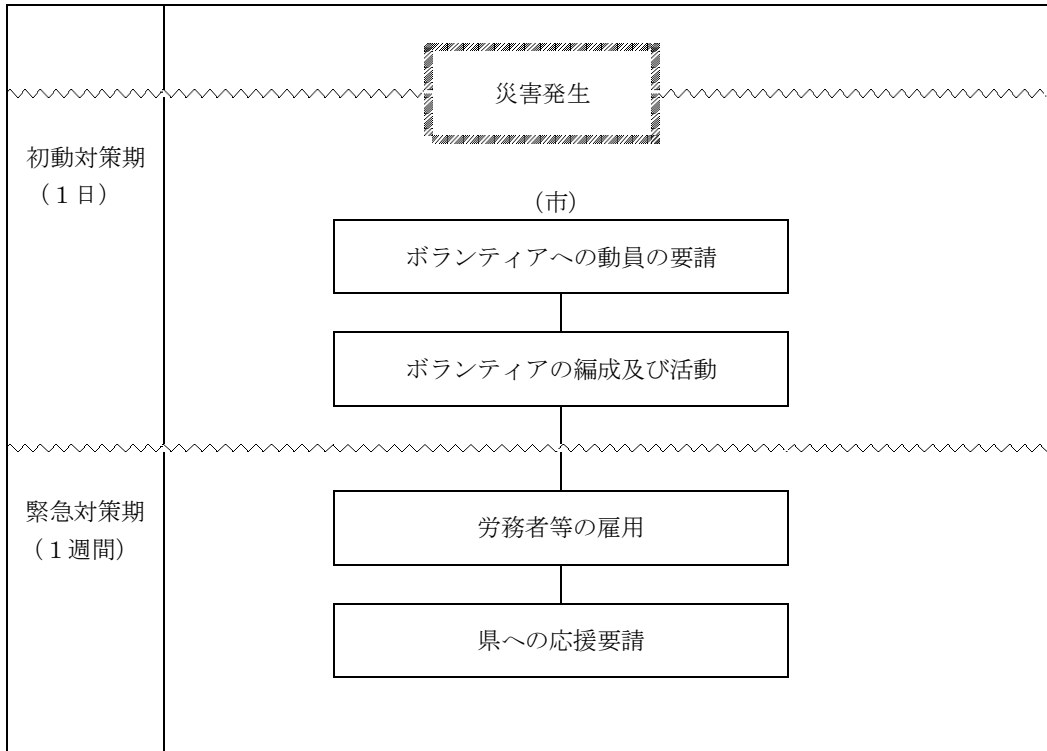 災害発生
初動対策期
（１日）
（市）
ボランティアへの動員の要請
ボランティアの編成及び活動
緊急対策期
（１週間）
労務者等の雇用
県への応援要請